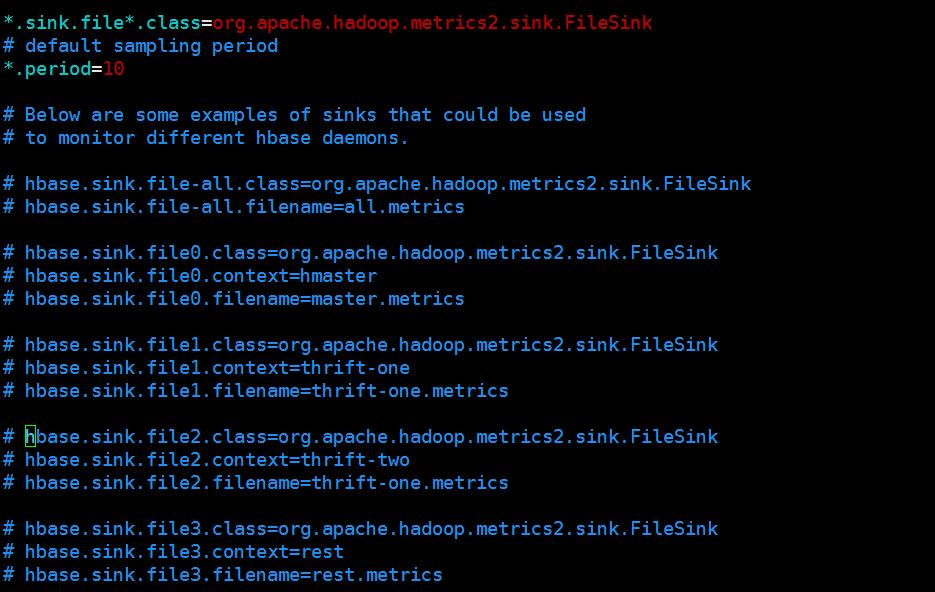 *.sink.file*.class=org.apache.hadoop.metrics2.sink.FileSink
# default sampling period
*.period=10
# Below are some examples of sinks that could be used
# to monitor different hbase daemons.
# hbase.sink.file-all.class=org.apache.hadoop.metrics2.sink.FileSink
# hbase.sink.file-all.filename=all.metrics
# hbase.sink.file0.class=org.apache.hadoop.metrics2.sink.FileSink
# hbase.sink.file0.context=hmaster
# hbase.sink.file0.filename=master.metrics
# hbase.sink.file1.class=org.apache.hadoop.metrics2.sink.FileSink
# hbase.sink.file1.context=thrift-one
# hbase.sink.file1.filename=thrift-one.metrics
# hbase.sink.file2.class=org.apache.hadoop.metrics2.sink.FileSink
# hbase.sink.file2.context=thrift-two
# hbase.sink.file2.filename=thrift-one.metrics
# hbase.sink.file3.class=org.apache.hadoop.metrics2.sink.FileSink
# hbase.sink.file3.context=rest
# hbase.sink.file3.filename=rest.metrics